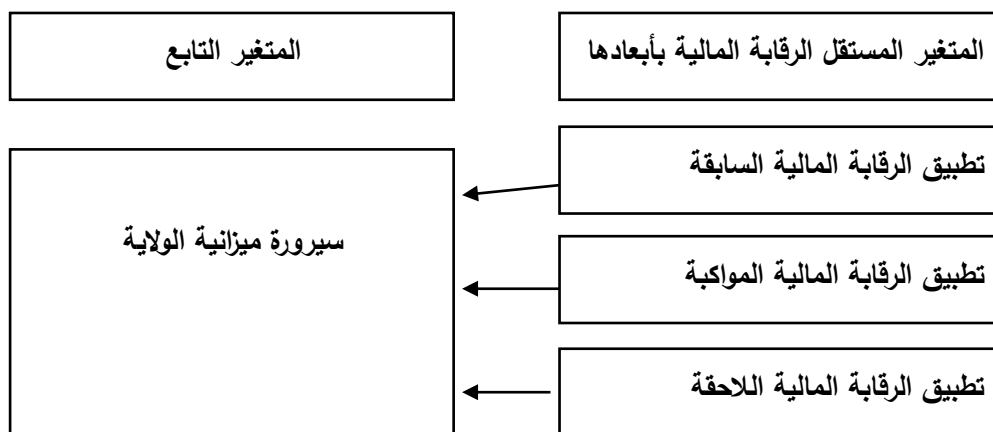 المتغير المستقل الرقابة المالية بأبعادها
المتغير التابع
تطبيق الرقابة المالية السابقة
تطبيق الرقابة المالية المواكبة
تطبيق الرقابة المالية اللاحقة
سيرورة ميزانية الولاية